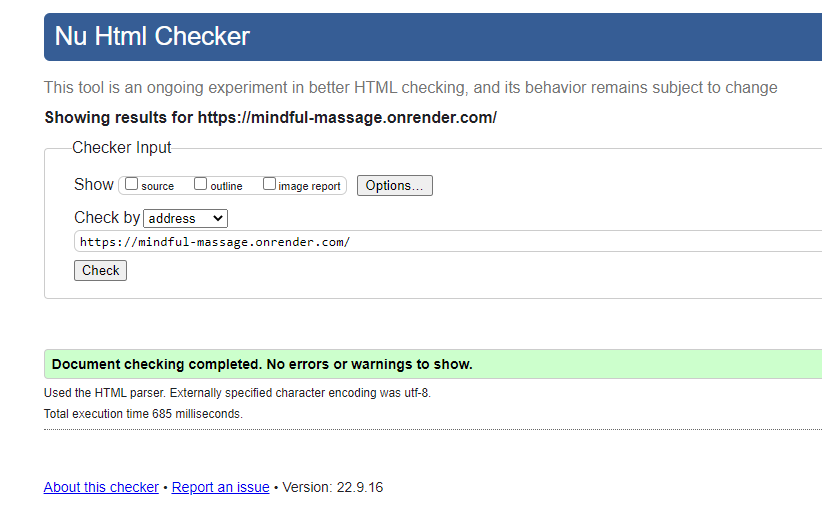 Nu Html Checker
This tool is an ongoing experiment in better HTML checking, and its behavior remains subject to change
Showing results for https://mindful-massage.onrender.com/
Checker Input
Show source outline image report Options...
Check by address
https://mindful-massage.onrender.com/
Check
Document checking completed. No errors or warnings to show.
Used the HTML parser. Externally specified character encoding was utf-8.
Total execution time 685 milliseconds.
About this checker • Report an issue • Version: 22.9.16